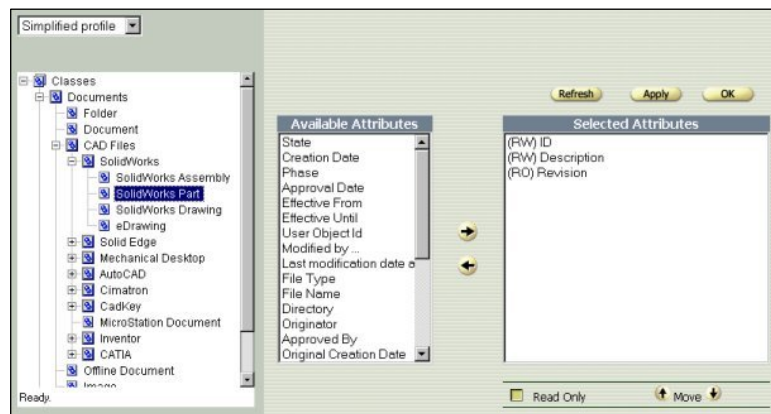 Simplified profile
Classes
Documents
Folder
Document
CAD Files
SolidWorks
SolidWorks Assembly
SolidWorks Part
SolidWorks Drawing
eDrawing
Solid Edge
Mechanical Desktop
AutoCAD
Cimatron
CadKey
MicroStation Document
Inventor
CATIA
Offline Document
Image
Ready.
Refresh Apply OK
Available Attributes
State
Creation Date
Phase
Approval Date
Effective From
Effective Until
User Object Id
Modified by ...
Last modification date a
File Type
File Name
Directory
Originator
Approved By
Original Creation Date
Selected Attributes
(RW) ID
(RW) Description
(RO) Revision
Read Only Move